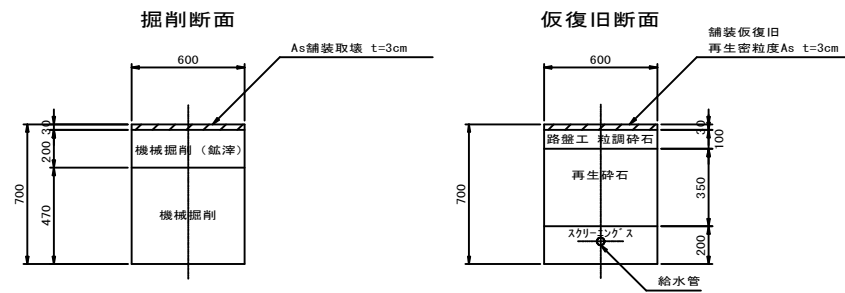 掘削断面
As舗装取壊 t=3cm
600
30
200
470
700
機械掘削（鉱滓）
機械掘削
仮復旧断面
舗装仮復旧
再生密粒度As t=3cm
600
700
路盤工 粒調砕石
再生砕石
スクリーニングス
給水管
30
100
350
200